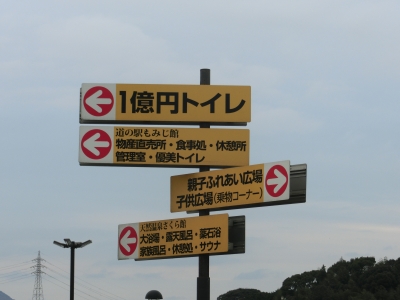 1億円トイレ
道の駅もみじ館
物産直売所・食事処・休憩所
管理室・優美トイレ
親子ふれあい広場
子供広場(乗物コーナー)
天然温泉さくら館
大浴場・露天風呂・薬石浴
家族風呂・休憩処・サウナ